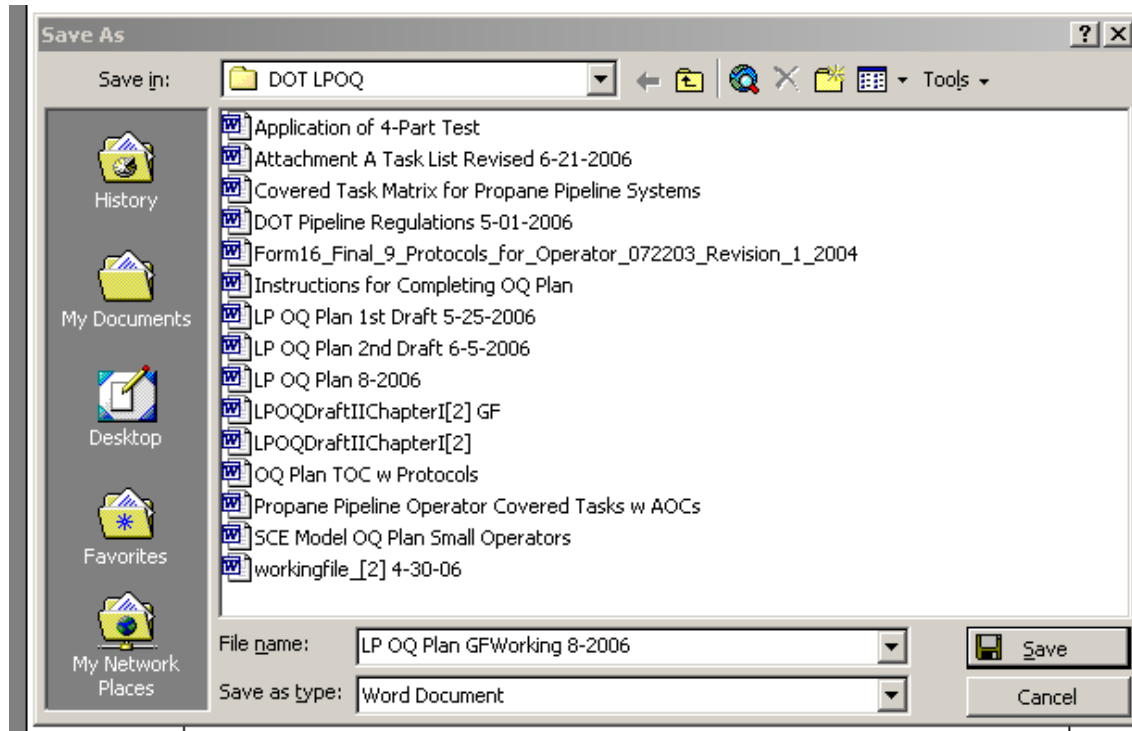 Save As
Save in: DOT LPOQ Tools
Application of 4-Part Test
Attachment A Task List Revised 6-21-2006
Covered Task Matrix for Propane Pipeline Systems
DOT Pipeline Regulations 5-01-2006
Form16_Final_9_Protocols_for_Operator_072203_Revision_1_2004
Instructions for Completing OQ Plan
LP OQ Plan 1st Draft 5-25-2006
LP OQ Plan 2nd Draft 6-5-2006
LP OQ Plan 8-2006
LPOQDraftIIChapterI[2] GF
LPOQDraftIIChapterI[2]
OQ Plan TOC w Protocols
Propane Pipeline Operator Covered Tasks w AOCs
SCE Model OQ Plan Small Operators
workingfile_[2] 4-30-06
History
My Documents
Desktop
Favorites
My Network
Places
File name: LP OQ Plan GFWorking 8-2006 Save
Save as type: Word Document Cancel